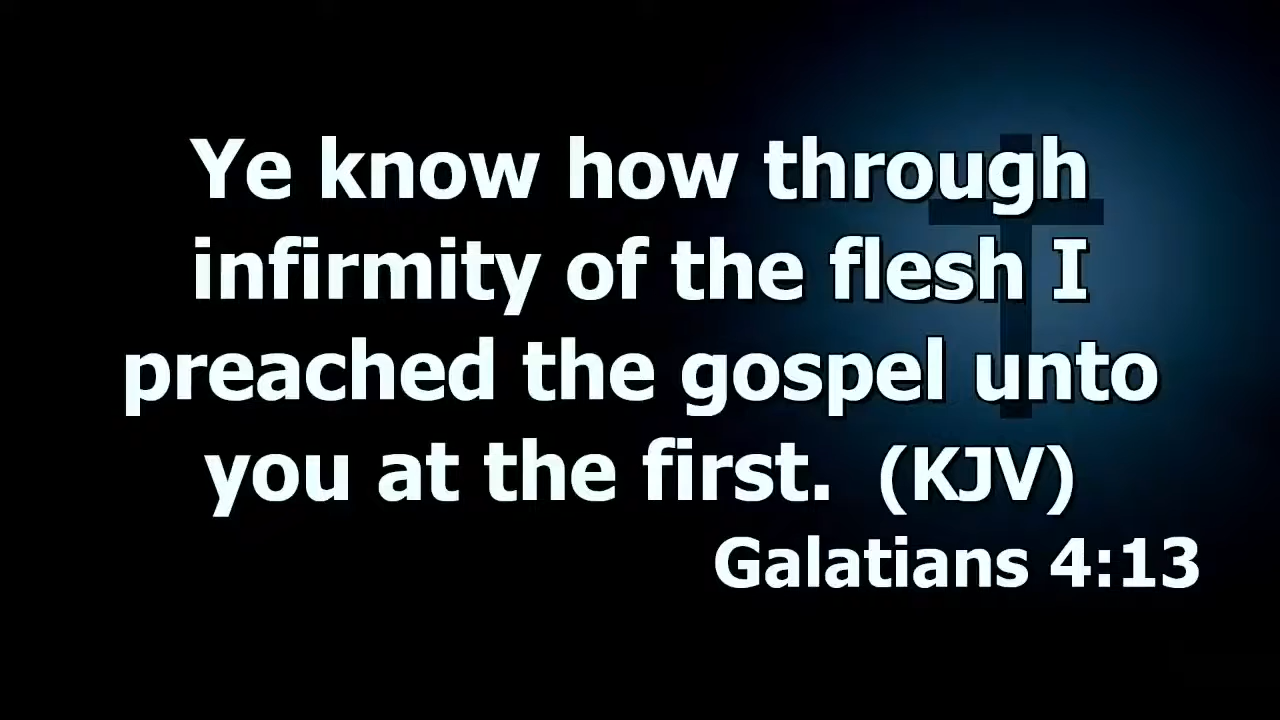 Ye know how through
infirmity of the flesh I
preached the gospel unto
you at the first.  (KJV)
Galatians 4:13